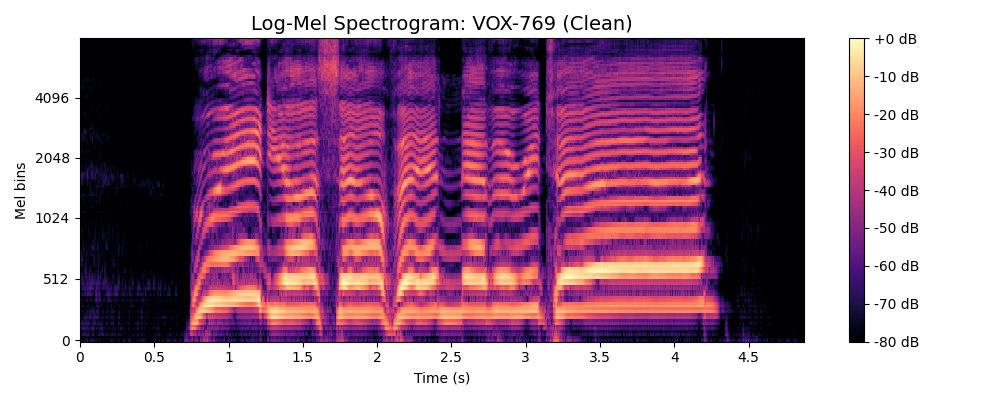 Log-Mel Spectrogram: VOX-769 (Clean)
Mel bins
4096
2048
1024
512
0
0 0.5 1 1.5 2 2.5 3 3.5 4 4.5
Time (s)
+0 dB
-10 dB
-20 dB
-30 dB
-40 dB
-50 dB
-60 dB
-70 dB
-80 dB